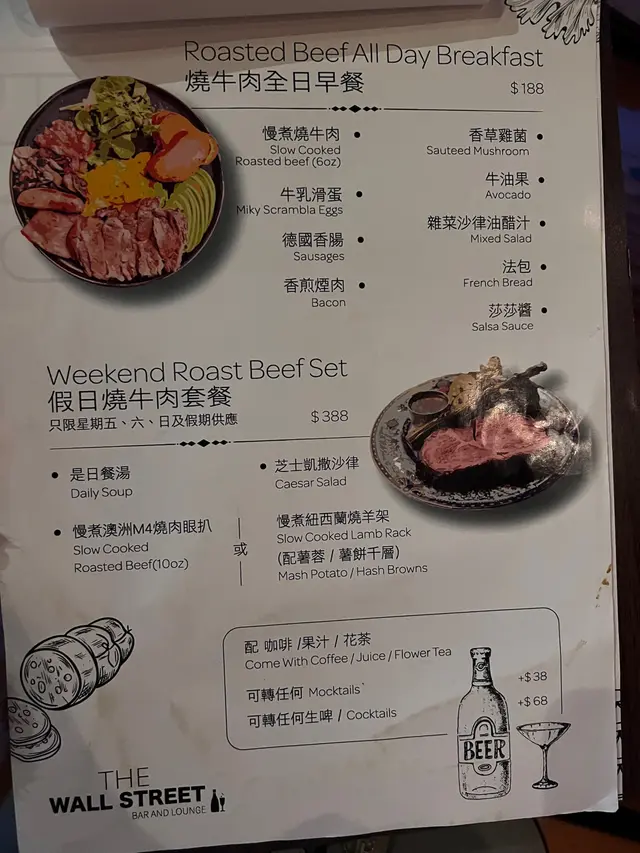 Roasted Beef All Day Breakfast
燒牛肉全日早餐
$188
慢煮燒牛肉
Slow Cooked
Roasted beef (6oz)
牛乳滑蛋
Miky Scrambla Eggs
德國香腸
Sausages
香煎煙肉
Bacon
香草雞菌
Sauteed Mushroom
牛油果
Avocado
雜菜沙律油醋汁
Mixed Salad
法包
French Bread
莎莎醬
Salsa Sauce
Weekend Roast Beef Set
假日燒牛肉套餐
只限星期五、六、日及假期供應
$388
是日餐湯
Daily Soup
芝士凱撒沙律
Caesar Salad
慢煮澳洲M4燒肉眼扒
Slow Cooked
Roasted Beef(10oz)
或
慢煮紐西蘭燒羊架
Slow Cooked Lamb Rack
(配薯蓉 / 薯餅千層)
Mash Potato / Hash Browns
配 咖啡 /果汁 / 花茶
Come With Coffee / Juice / Flower Tea
可轉任何 Mocktails
+$38
可轉任何生啤 / Cocktails
+$68
BEER
THE
WALL STREET
BAR AND LOUNGE